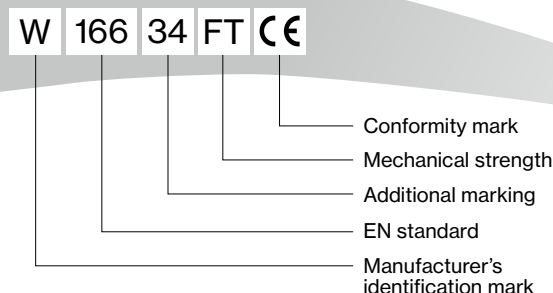 W 166 34 FT CE
Conformity mark
Mechanical strength
Additional marking
EN standard
Manufacturer's
identification mark